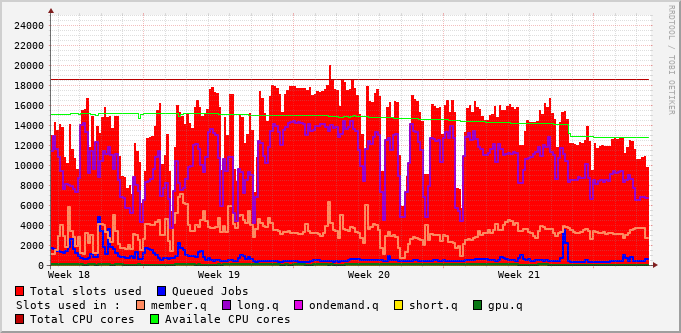 24000
22000
20000
18000
16000
14000
12000
10000
8000
6000
4000
2000
0
Week 18 Week 19 Week 20 Week 21
RRDTOOL / TOBI OETIKER
Total slots used Queued Jobs
Slots used in : member.q long.q ondemand.q short.q gpu.q
Total CPU cores Availale CPU cores